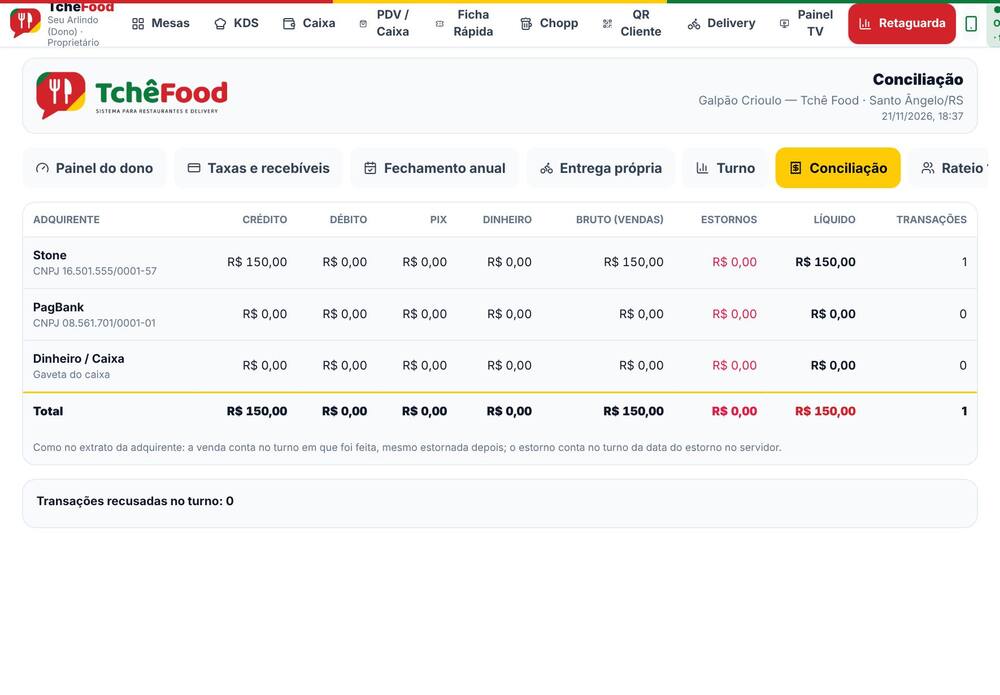 TchêFood
Seu Arlindo
(Dono) ·
Proprietário
Mesas
KDS
Caixa
PDV /
Caixa
Ficha
Rápida
Chopp
QR
Cliente
Delivery
Painel
TV
Retaguarda
TchêFood
SISTEMA PARA RESTAURANTES E DELIVERY
Conciliação
Galpão Crioulo — Tchê Food · Santo Ângelo/RS
21/11/2026, 18:37
Painel do dono
Taxas e recebíveis
Fechamento anual
Entrega própria
Turno
Conciliação
Rateio
ADQUIRENTE CRÉDITO DÉBITO PIX DINHEIRO BRUTO (VENDAS) ESTORNOS LÍQUIDO TRANSAÇÕES
Stone
CNPJ 16.501.555/0001-57
R$ 150,00 R$ 0,00 R$ 0,00 R$ 0,00 R$ 150,00 R$ 0,00 R$ 150,00 1
PagBank
CNPJ 08.561.701/0001-01
R$ 0,00 R$ 0,00 R$ 0,00 R$ 0,00 R$ 0,00 R$ 0,00 R$ 0,00 0
Dinheiro / Caixa
Gaveta do caixa
R$ 0,00 R$ 0,00 R$ 0,00 R$ 0,00 R$ 0,00 R$ 0,00 R$ 0,00 0
Total R$ 150,00 R$ 0,00 R$ 0,00 R$ 0,00 R$ 150,00 R$ 0,00 R$ 150,00 1
Como no extrato da adquirente: a venda conta no turno em que foi feita, mesmo estornada depois; o estorno conta no turno da data do estorno no servidor.
Transações recusadas no turno: 0